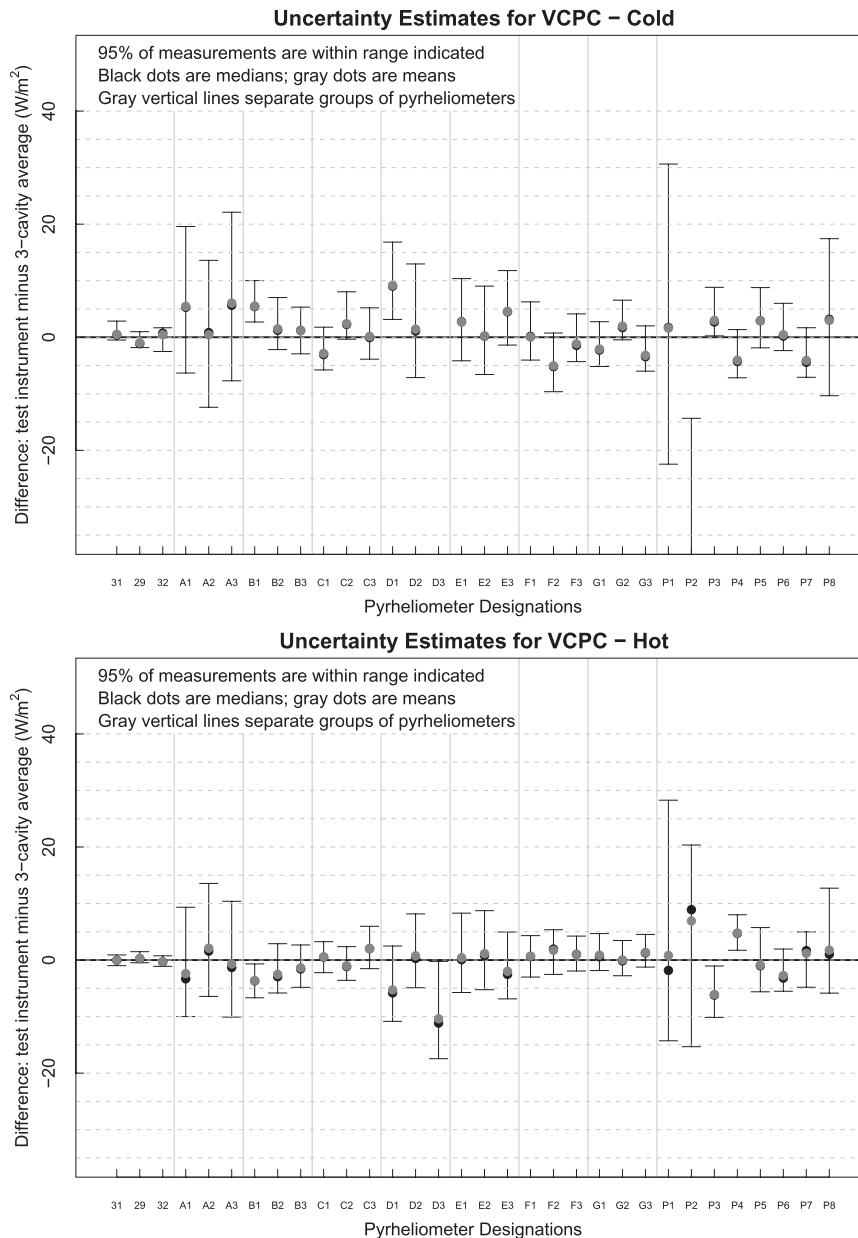 Uncertainty Estimates for VCPC − Cold
95% of measurements are within range indicated
Black dots are medians; gray dots are means
Gray vertical lines separate groups of pyrheliometers
Difference: test instrument minus 3−cavity average (W/m²)
40
20
0
−20
31 29 32 A1 A2 A3 B1 B2 B3 C1 C2 C3 D1 D2 E1 E2 E3 F1 F2 F3 G1 G2 G3 P1 P2 P3 P4 P5 P6 P7 P8
Pyrheliometer Designations
Uncertainty Estimates for VCPC − Hot
95% of measurements are within range indicated
Black dots are medians; gray dots are means
Gray vertical lines separate groups of pyrheliometers
Difference: test instrument minus 3−cavity average (W/m²)
40
20
0
−20
31 29 32 A1 A2 A3 B1 B2 B3 C1 C2 C3 D1 D2 D3 E1 E2 E3 F1 F2 F3 G1 G2 G3 P1 P2 P3 P4 P5 P6 P7 P8
Pyrheliometer Designations